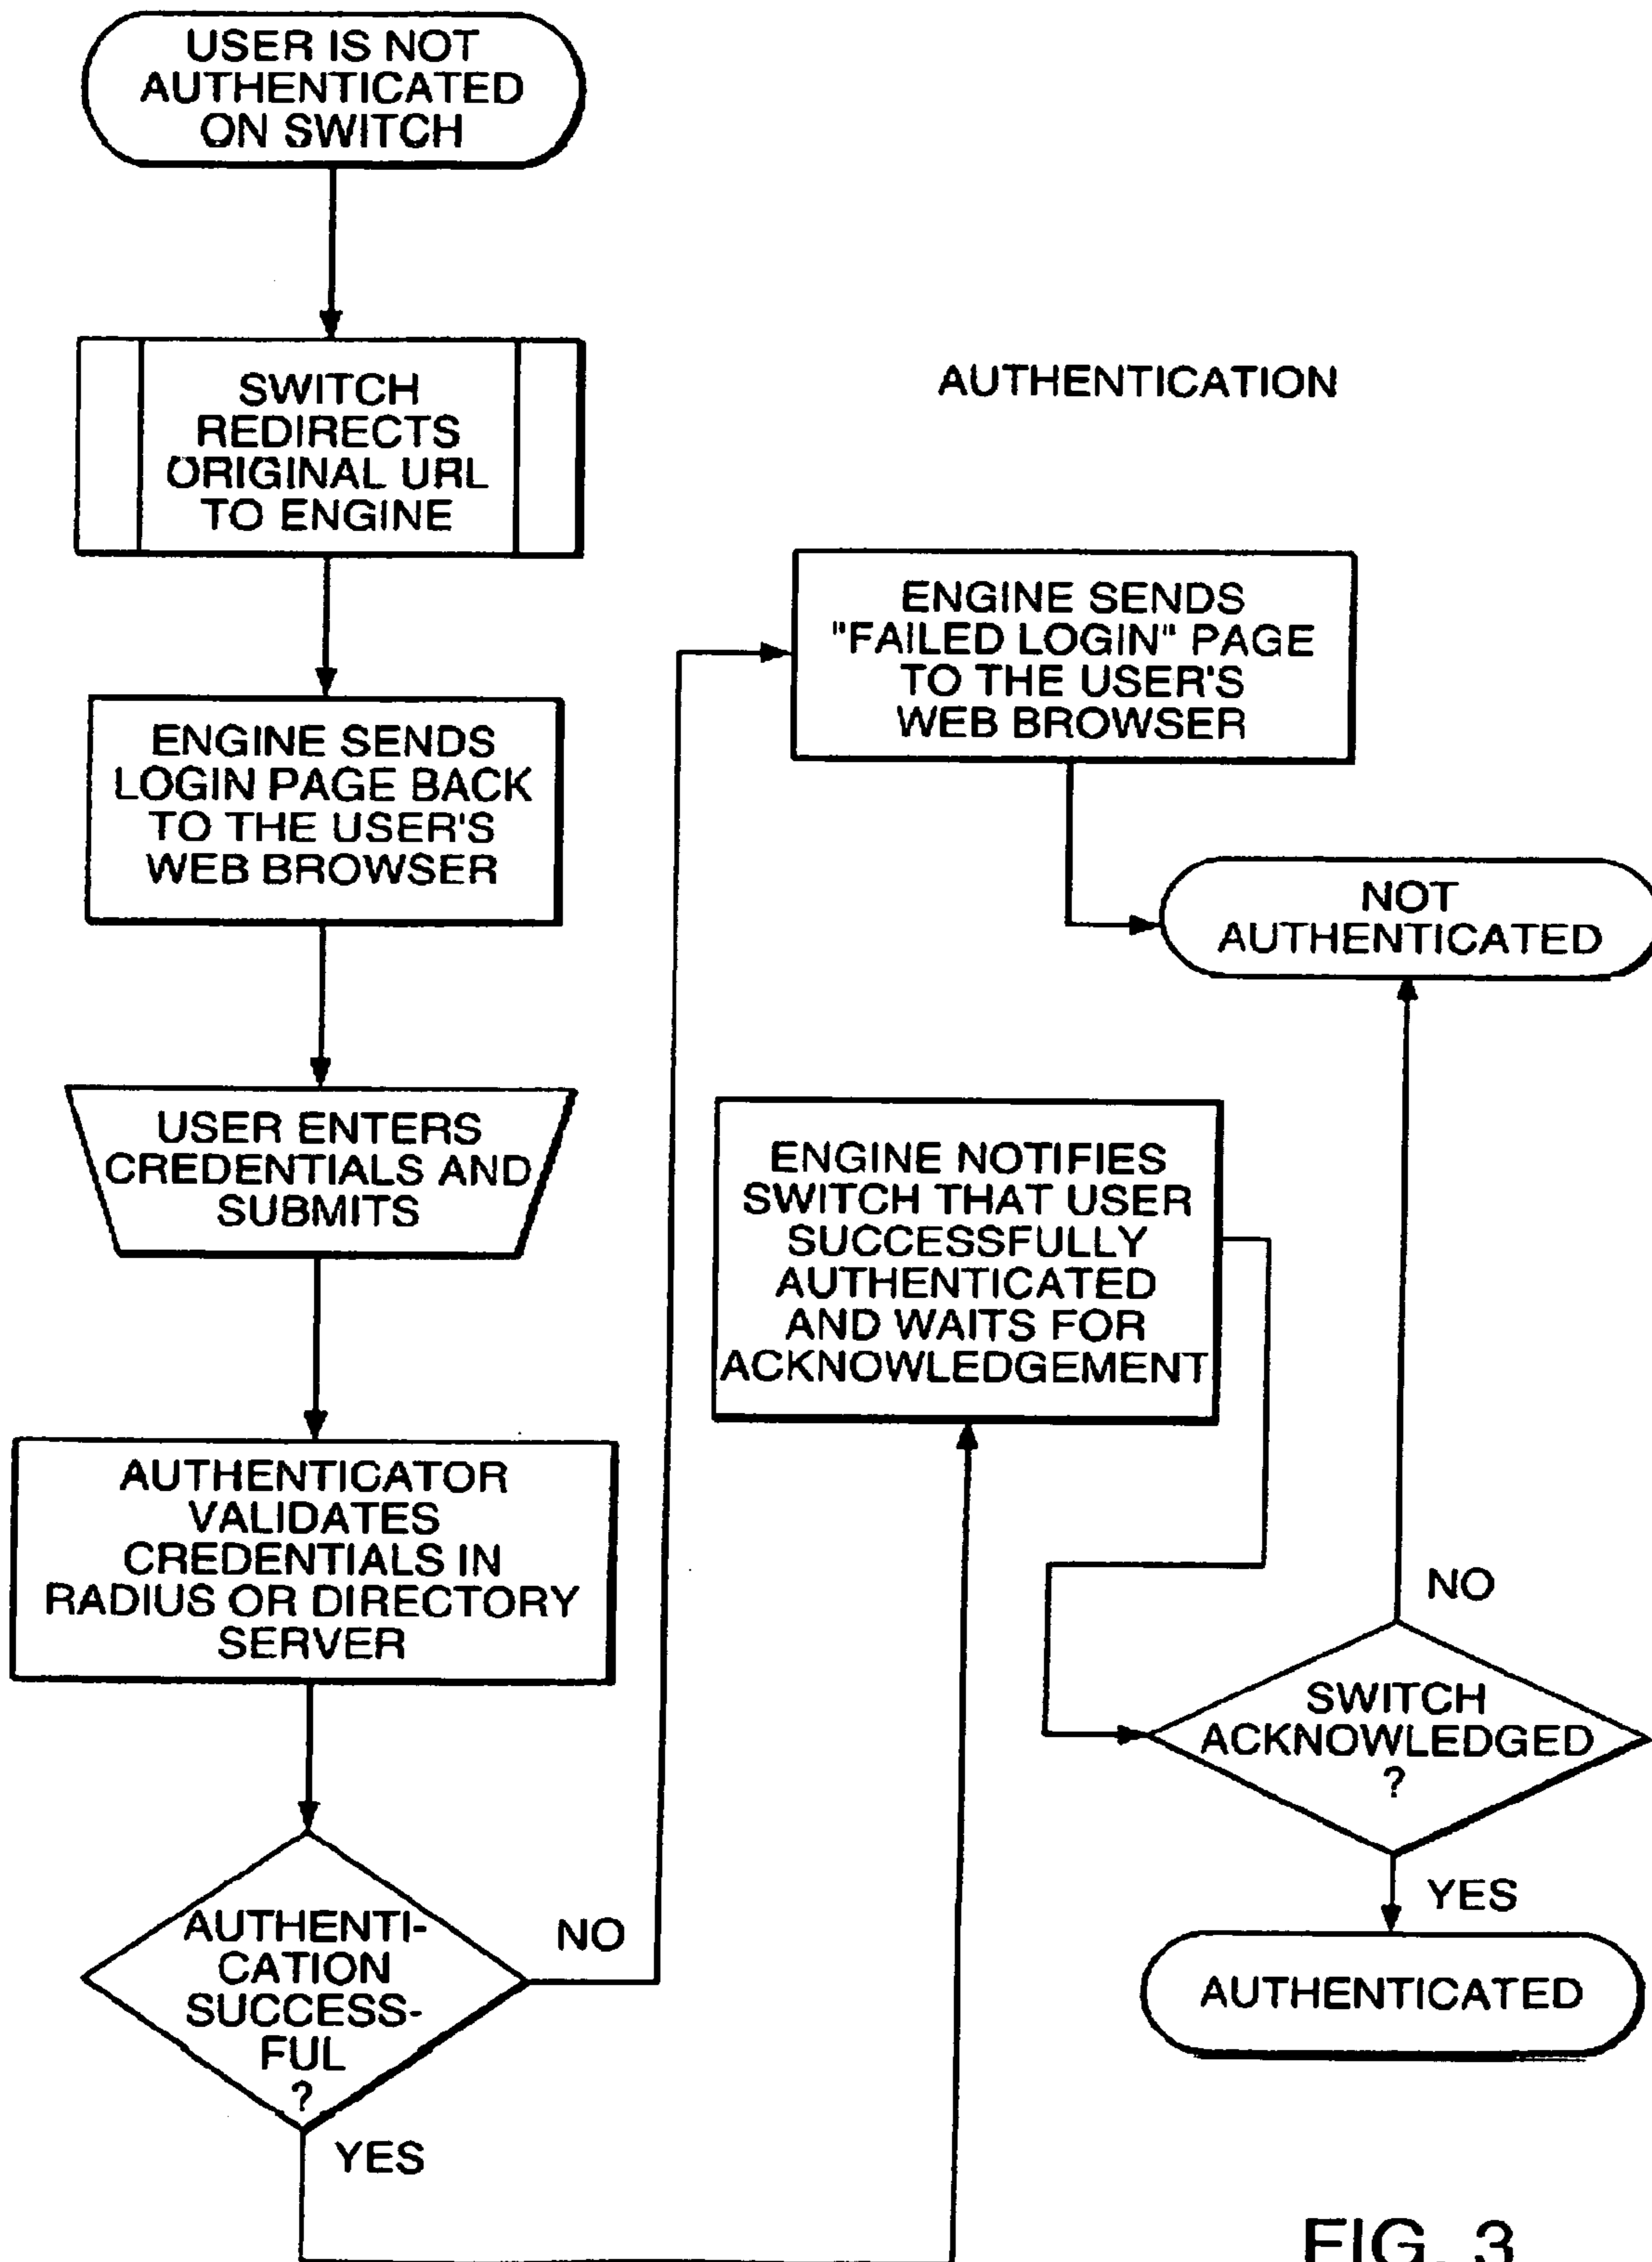 USER IS NOT
AUTHENTICATED
ON SWITCH
SWITCH
REDIRECTS
ORIGINAL URL
TO ENGINE
ENGINE SENDS
LOGIN PAGE BACK
TO THE USER'S
WEB BROWSER
USER ENTERS
CREDENTIALS AND
SUBMITS
AUTHENTICATOR
VALIDATES
CREDENTIALS IN
RADIUS OR DIRECTORY
SERVER
AUTHENTI-
CATION
SUCCESS-
FUL
?
NO
YES
AUTHENTICATION
ENGINE SENDS
"FAILED LOGIN" PAGE
TO THE USER'S
WEB BROWSER
NOT
AUTHENTICATED
ENGINE NOTIFIES
SWITCH THAT USER
SUCCESSFULLY
AUTHENTICATED
AND WAITS FOR
ACKNOWLEDGEMENT
NO
SWITCH
ACKNOWLEDGED
?
YES
AUTHENTICATED
FIG. 3